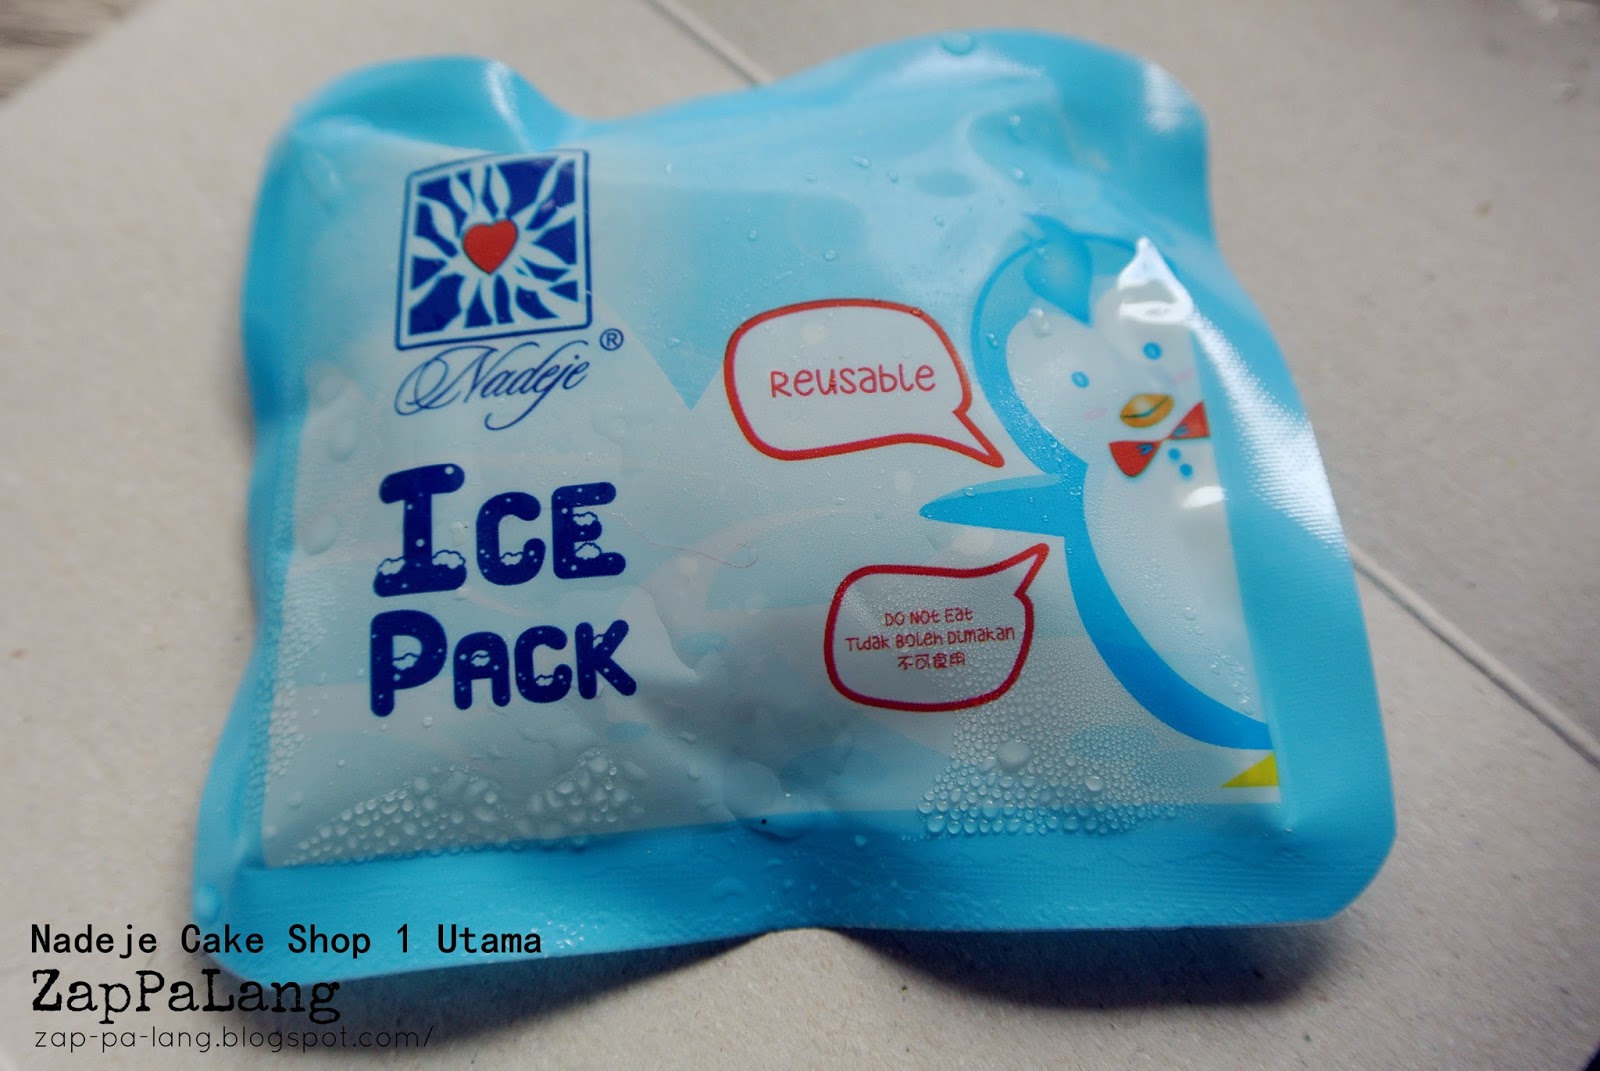 Nadeje ®
ICE
PACK
Reusable
Do Not Eat
Tidak Boleh Dimakan
不可食用
Nadeje Cake Shop 1 Utama
ZapPaLang
zap-pa-lang.blogspot.com/